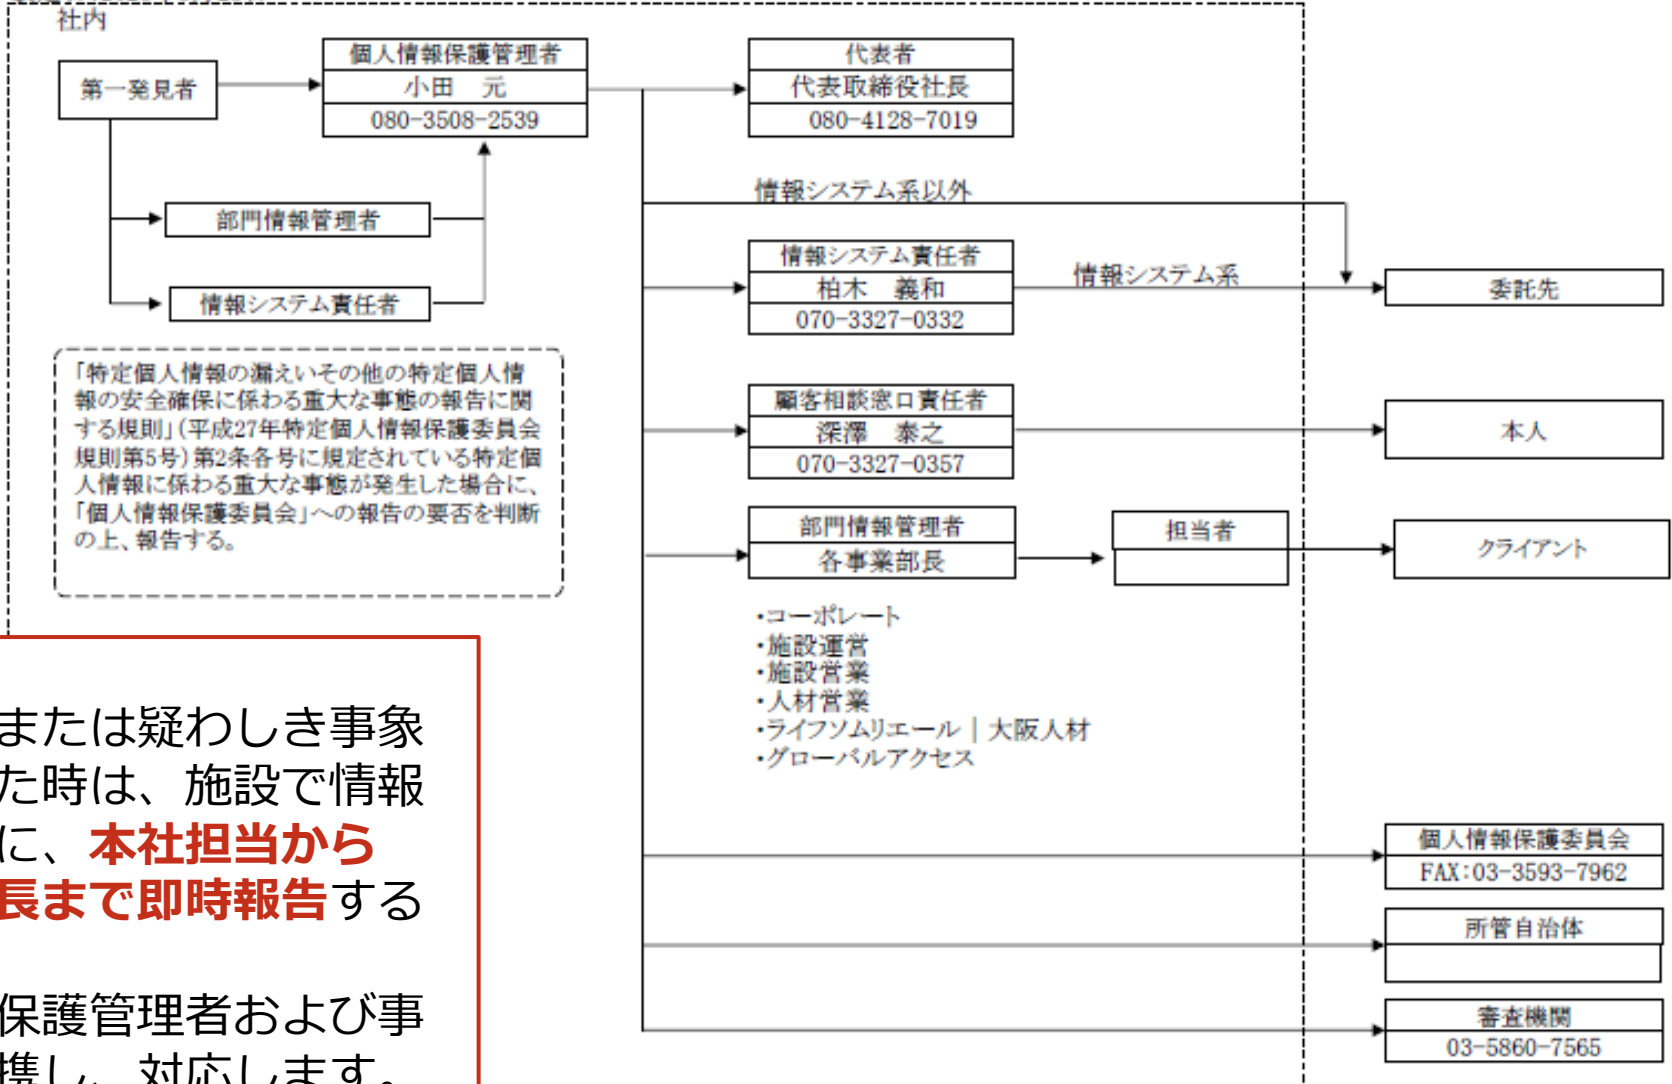 社内
第一発見者
個人情報保護管理者
小田　元
080-3508-2539
代表者
代表取締役社長
080-4128-7019
部門情報管理者
情報システム責任者
情報システム系以外
情報システム責任者
柏木　義和
070-3327-0332
情報システム系
委託先
「特定個人情報の漏えいその他の特定個人情
報の安全確保に係わる重大な事態の報告に関
する規則」(平成27年特定個人情報保護委員会
規則第5号)第2条各号に規定されている特定個
人情報に係わる重大な事態が発生した場合に、
「個人情報保護委員会」への報告の要否を判断
の上、報告する。
顧客相談窓口責任者
深澤　泰之
070-3327-0357
本人
部門情報管理者
各事業部長
担当者
クライアント
・コーポレート
・施設運営
・施設営業
・人材営業
・ライフソムリエール｜大阪人材
・グローバルアクセス
または疑わしき事象
た時は、施設で情報
に、本社担当から
長まで即時報告する
保護管理者および事
携し、対応します。
個人情報保護委員会
FAX:03-3593-7962
所管自治体
審査機関
03-5860-7565